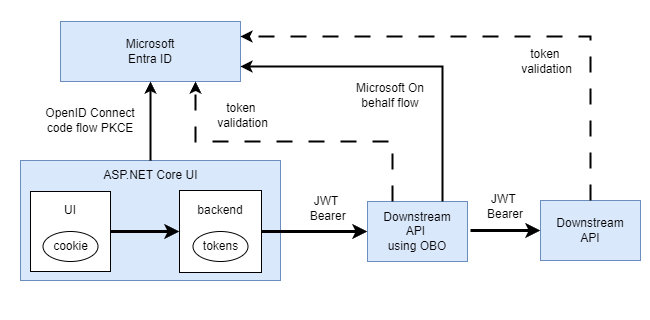 Microsoft
Entra ID
token
validation
Microsoft On
behalf flow
OpenID Connect
code flow PKCE
token
validation
ASP.NET Core UI
UI
cookie
backend
tokens
JWT
Bearer
Downstream
API
using OBO
JWT
Bearer
Downstream
API